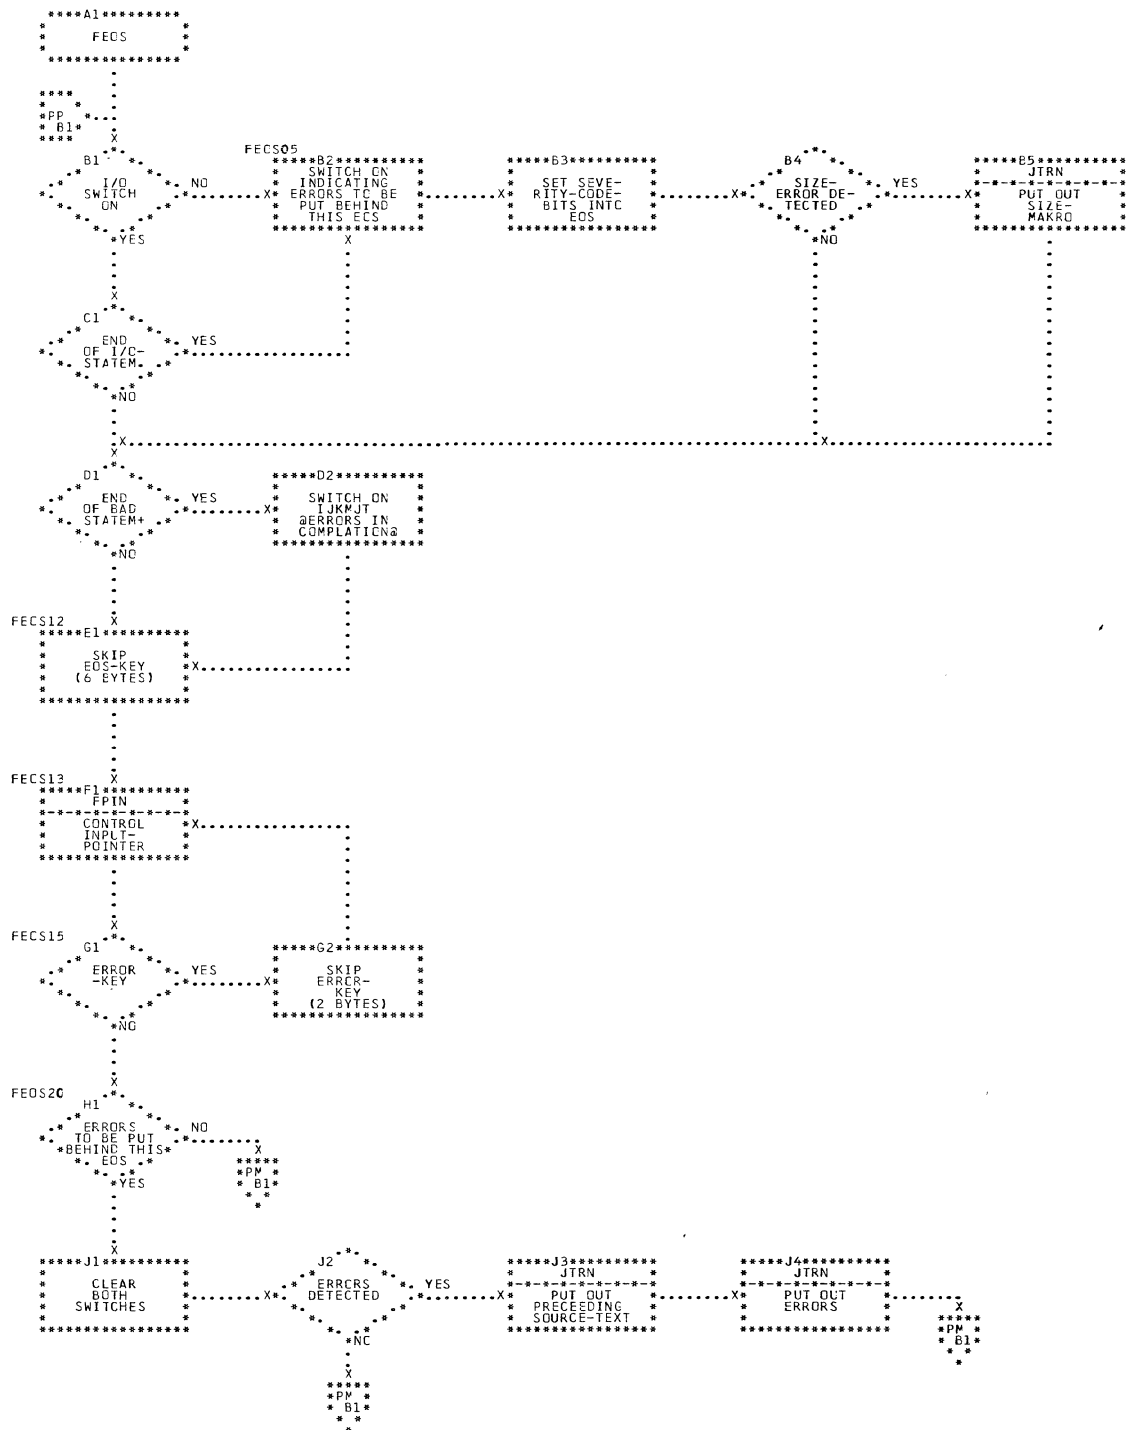 A1
FEOS
PP
B1
B1
I/O
SWITCH
ON
NO
YES
FECS05
B2
SWITCH ON
INDICATING
ERRORS TC BE
PUT BEHIND
THIS ECS
B3
SET SEVE-
RITY-CODE-
BITS INTC
EOS
B4
SIZE-
ERROR DE-
TECTED
YES
NO
B5
JTRN
PUT OUT
SIZE-
MAKRO
C1
END
OF I/C-
STATEM.
YES
NO
D1
END
OF BAD
STATEM+
YES
NO
D2
SWITCH ON
IJKMJT
@ERRORS IN
COMPLATION@
FECS12
E1
SKIP
EOS-KEY
(6 BYTES)
FECS13
F1
FPIN
CONTROL
INPUT-
POINTER
FECS15
G1
ERROR
-KEY
YES
NO
G2
SKIP
ERRCR-
KEY
(2 BYTES)
FEOS20
H1
ERRORS
TO BE PUT
BEHIND THIS
EOS
NO
YES
PM
B1
J1
CLEAR
BOTH
SWITCHES
J2
ERRCRS
DETECTED
YES
NC
J3
JTRN
PUT OUT
PRECEEDING
SOURCE-TEXT
J4
JTRN
PUT OUT
ERRORS
PM
B1
PM
B1